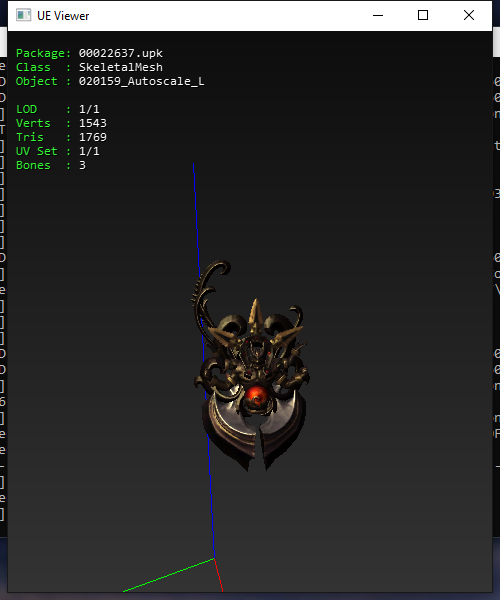 UE Viewer
Package: 00022637.upk
Class : SkeletalMesh
Object : 020159_Autoscale_L
LOD : 1/1
Verts : 1543
Tris : 1769
UV Set : 1/1
Bones : 3